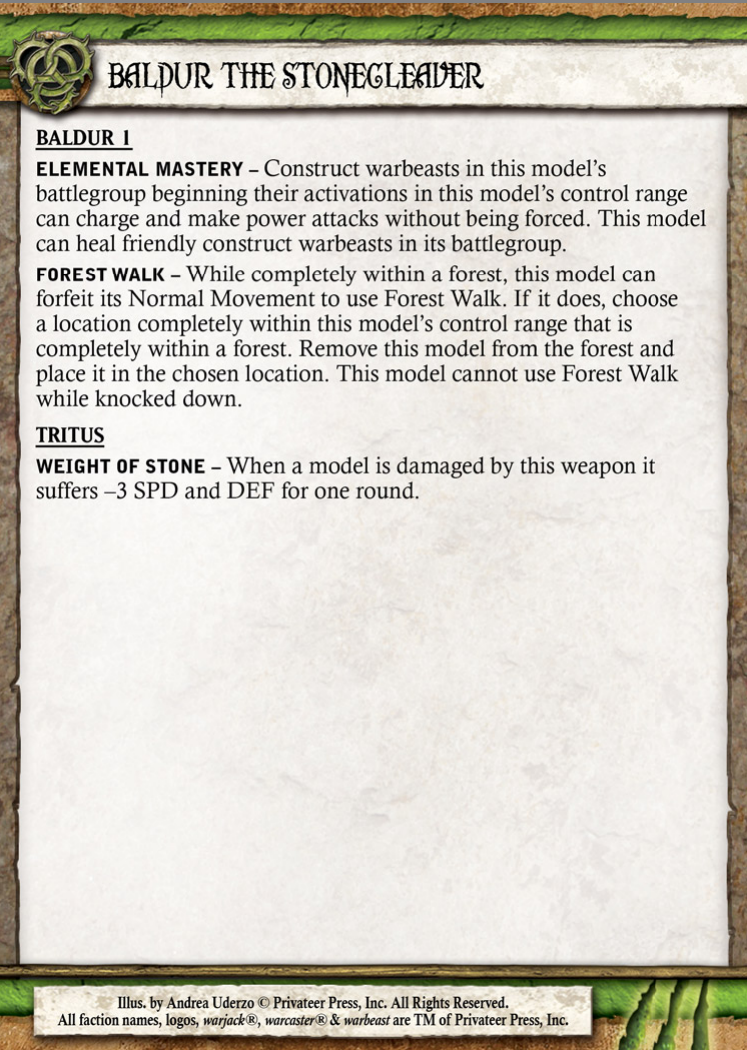 BALDUR THE STONECLEAVER
BALDUR 1
ELEMENTAL MASTERY – Construct warbeasts in this model's
battlegroup beginning their activations in this model's control range
can charge and make power attacks without being forced. This model
can heal friendly construct warbeasts in its battlegroup.
FOREST WALK – While completely within a forest, this model can
forfeit its Normal Movement to use Forest Walk. If it does, choose
a location completely within this model's control range that is
completely within a forest. Remove this model from the forest and
place it in the chosen location. This model cannot use Forest Walk
while knocked down.
TRITUS
WEIGHT OF STONE – When a model is damaged by this weapon it
suffers –3 SPD and DEF for one round.
Illus. by Andrea Uderzo © Privateer Press, Inc. All Rights Reserved.
All faction names, logos, warjack®, warcaster® & warbeast are TM of Privateer Press, Inc.